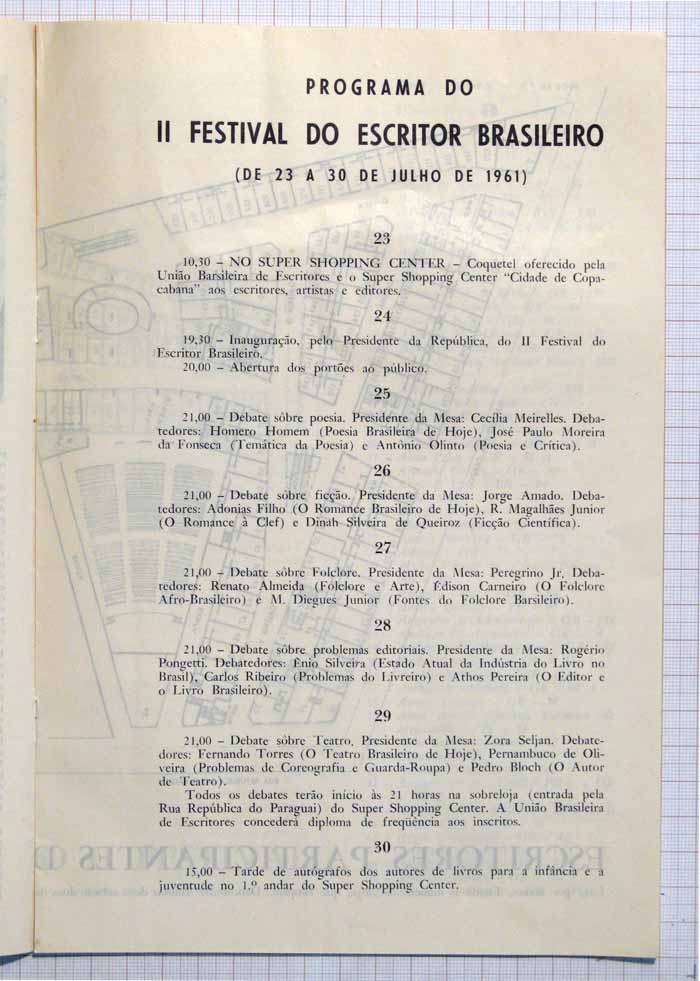 PROGRAMA DO
II FESTIVAL DO ESCRITOR BRASILEIRO
(DE 23 A 30 DE JULHO DE 1961)
23
10,30 – NO SUPER SHOPPING CENTER – Coquetel oferecido pela
União Barsileira de Escritores e o Super Shopping Center “Cidade de Copa-
cabana” aos escritores, artistas e editores.
24
19,30 – Inauguração, pelo Presidente da República, do II Festival do
Escritor Brasileiro.
20,00 – Abertura dos portões ao público.
25
21,00 – Debate sôbre poesia. Presidente da Mesa: Cecília Meirelles. Deba-
tedores: Homero Homem (Poesia Brasileira de Hoje), José Paulo Moreira
da Fonseca (Temática da Poesia) e Antônio Olinto (Poesia e Crítica).
26
21,00 – Debate sôbre ficção. Presidente da Mesa: Jorge Amado. Deba-
tedores: Adonias Filho (O Romance Brasileiro de Hoje), R. Magalhães Junior
(O Romance à Clef) e Dinah Silveira de Queiroz (Ficção Científica).
27
21,00 – Debate sôbre Folclore. Presidente da Mesa: Peregrino Jr. Deba-
tedores: Renato Almeida (Folclore e Arte), Édison Carneiro (O Folclore
Afro-Brasileiro) e M. Diegues Junior (Fontes do Folclore Barsileiro).
28
21,00 – Debate sôbre problemas editoriais. Presidente da Mesa: Rogério
Pongetti. Debatedores: Ênio Silveira (Estado Atual da Indústria do Livro no
Brasil), Carlos Ribeiro (Problemas do Livreiro) e Athos Pereira (O Editor e
o Livro Brasileiro).
29
21,00 – Debate sôbre Teatro. Presidente da Mesa: Zora Seljan. Debate-
dores: Fernando Torres (O Teatro Brasileiro de Hoje), Pernambuco de Oli-
veira (Problemas de Coreografia e Guarda-Roupa) e Pedro Bloch (O Autor
de Teatro).
Todos os debates terão início às 21 horas na sobreloja (entrada pela
Rua República do Paraguai) do Super Shopping Center. A União Brasileira
de Escritores concederá diploma de freqüência aos inscritos.
30
15,00 – Tarde de autógrafos dos autores de livros para a infância e a
juventude no 1.º andar do Super Shopping Center.
ESCRITORES PARTICIPANTES (D